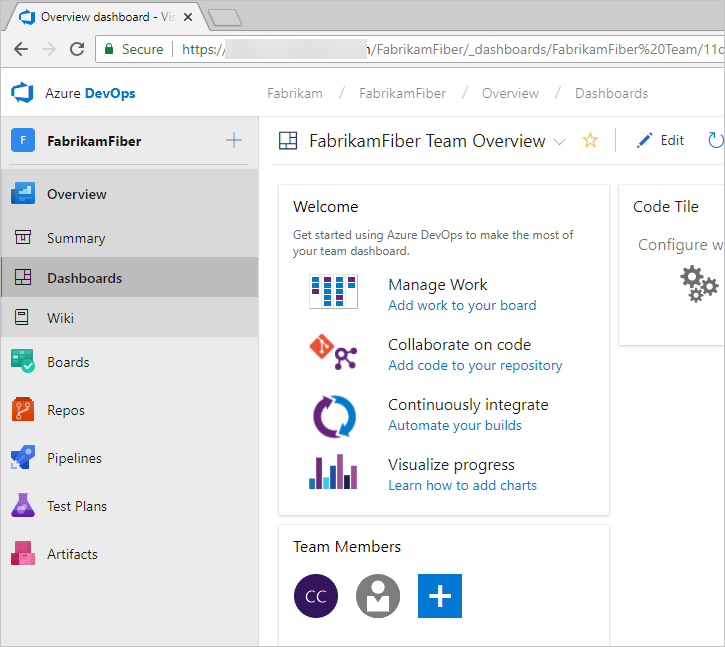 Overview dashboard - Vis
Secure https:// /FabrikamFiber/_dashboards/FabrikamFiber%20Team/11c
Azure DevOps
Fabrikam / FabrikamFiber / Overview / Dashboards
F FabrikamFiber
FabrikamFiber Team Overview
Edit
Overview
Summary
Dashboards
Wiki
Boards
Repos
Pipelines
Test Plans
Artifacts
Welcome
Get started using Azure DevOps to make the most of
your team dashboard.
Manage Work
Add work to your board
Collaborate on code
Add code to your repository
Continuously integrate
Automate your builds
Visualize progress
Learn how to add charts
Code Tile
Configure w
Team Members
CC